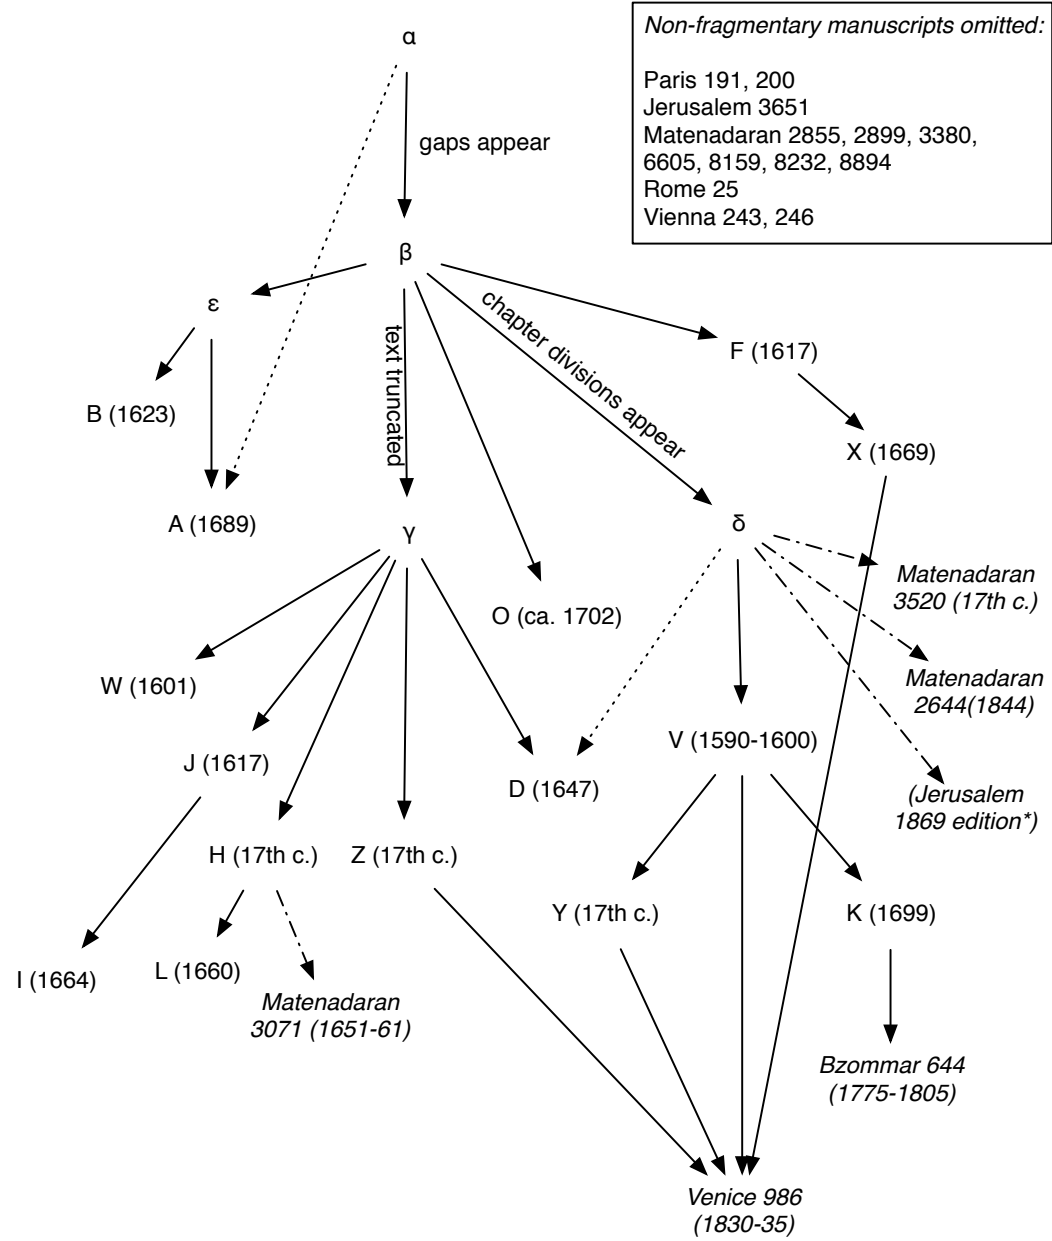 α
Non-fragmentary manuscripts omitted:
Paris 191, 200
Jerusalem 3651
Matenadaran 2855, 2899, 3380,
6605, 8159, 8232, 8894
Rome 25
Vienna 243, 246
gaps appear
β
ε
chapter divisions appear
text truncated
F (1617)
B (1623)
X (1669)
A (1689)
δ
γ
Matenadaran
3520 (17th c.)
O (ca. 1702)
W (1601)
Matenadaran
2644(1844)
V (1590-1600)
J (1617)
D (1647)
(Jerusalem
1869 edition*)
H (17th c.)
Z (17th c.)
Y (17th c.)
K (1699)
I (1664)
L (1660)
Matenadaran
3071 (1651-61)
Bzommar 644
(1775-1805)
Venice 986
(1830-35)